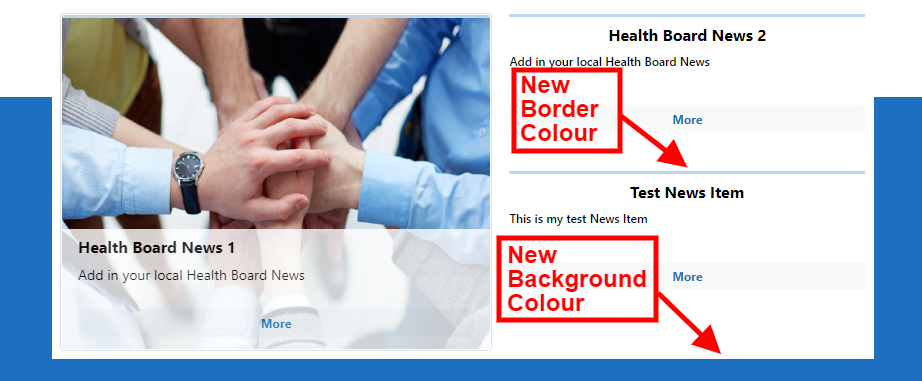 Health Board News 1
Add in your local Health Board News
More
Health Board News 2
Add in your local Health Board News
New
Border
Colour
More
Test News Item
This is my test News Item
New
Background
Colour
More